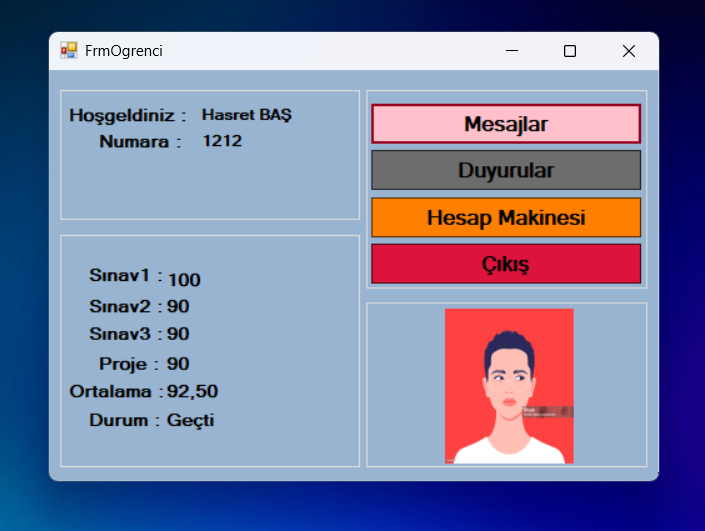 FrmOgrenci
Hoşgeldiniz : Hasret BAŞ
Numara : 1212
Mesajlar
Duyurular
Hesap Makinesi
Çıkış
Sınav1 : 100
Sınav2 : 90
Sınav3 : 90
Proje : 90
Ortalama : 92,50
Durum : Geçti